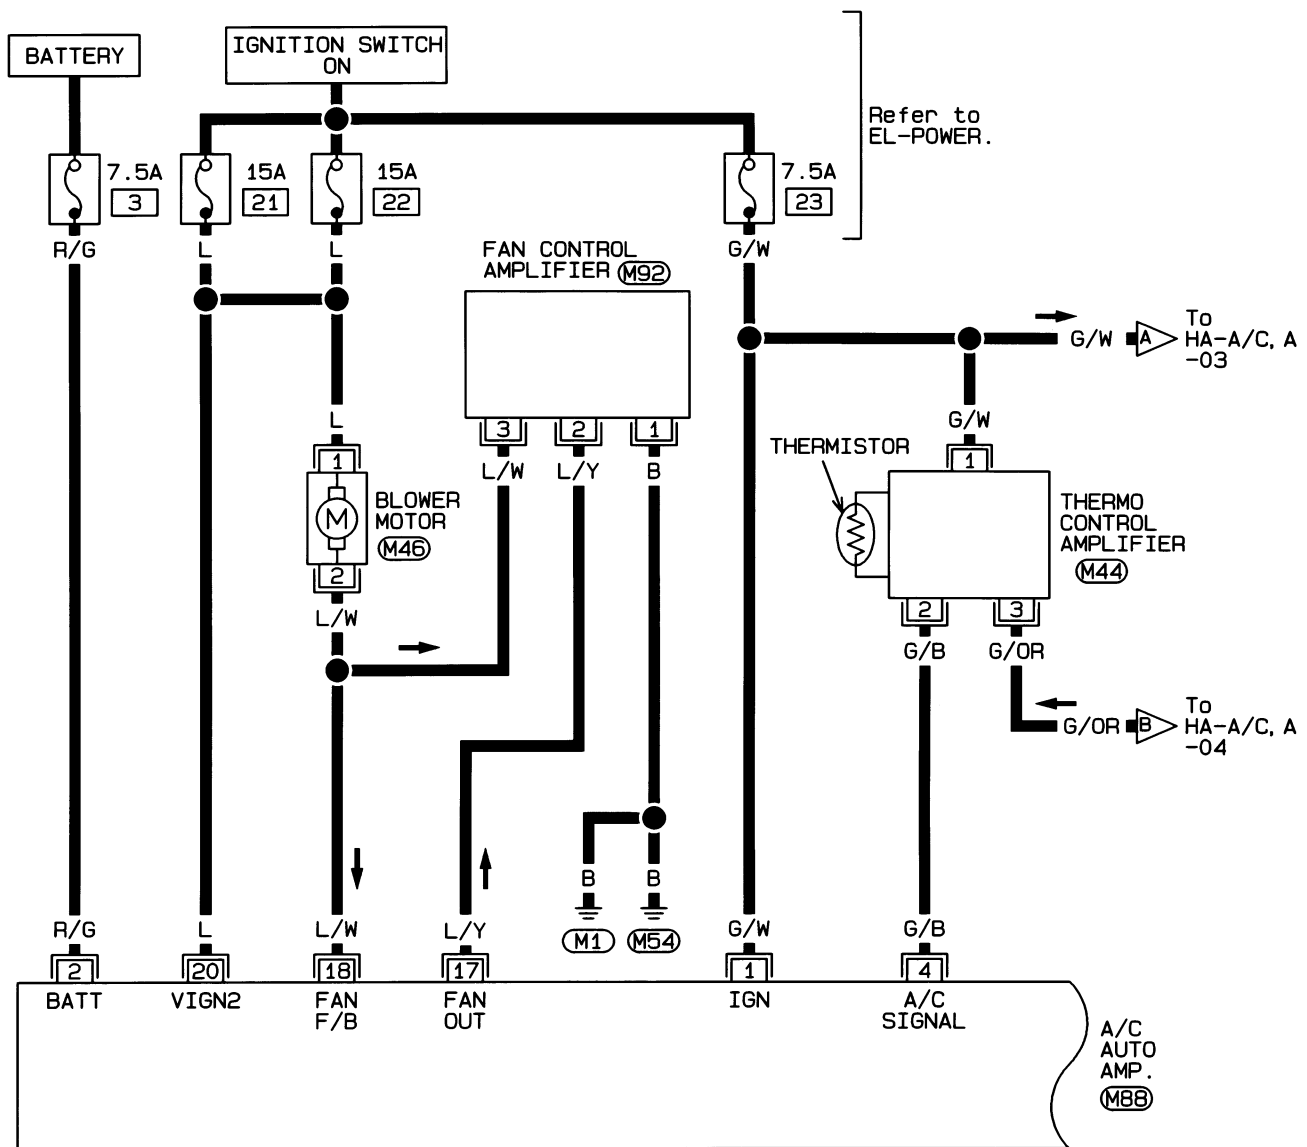 BATTERY
IGNITION SWITCH
ON
Refer to
EL-POWER.
7.5A
3
15A
21
15A
22
7.5A
23
R/G
L
L
G/W
FAN CONTROL
AMPLIFIER M92
To
HA-A/C, A
-03
G/W
A
L
3
2
1
G/W
THERMISTOR
1
1
L/W
L/Y
B
BLOWER
MOTOR
M46
M
THERMO
CONTROL
AMPLIFIER
M44
2
2
3
L/W
G/B
G/OR
To
HA-A/C, A
-04
G/OR
B
B
B
R/G
L
L/W
L/Y
M1
M54
G/W
G/B
2
20
18
17
1
4
BATT
VIGN2
FAN
F/B
FAN
OUT
IGN
A/C
SIGNAL
A/C
AUTO
AMP.
M88